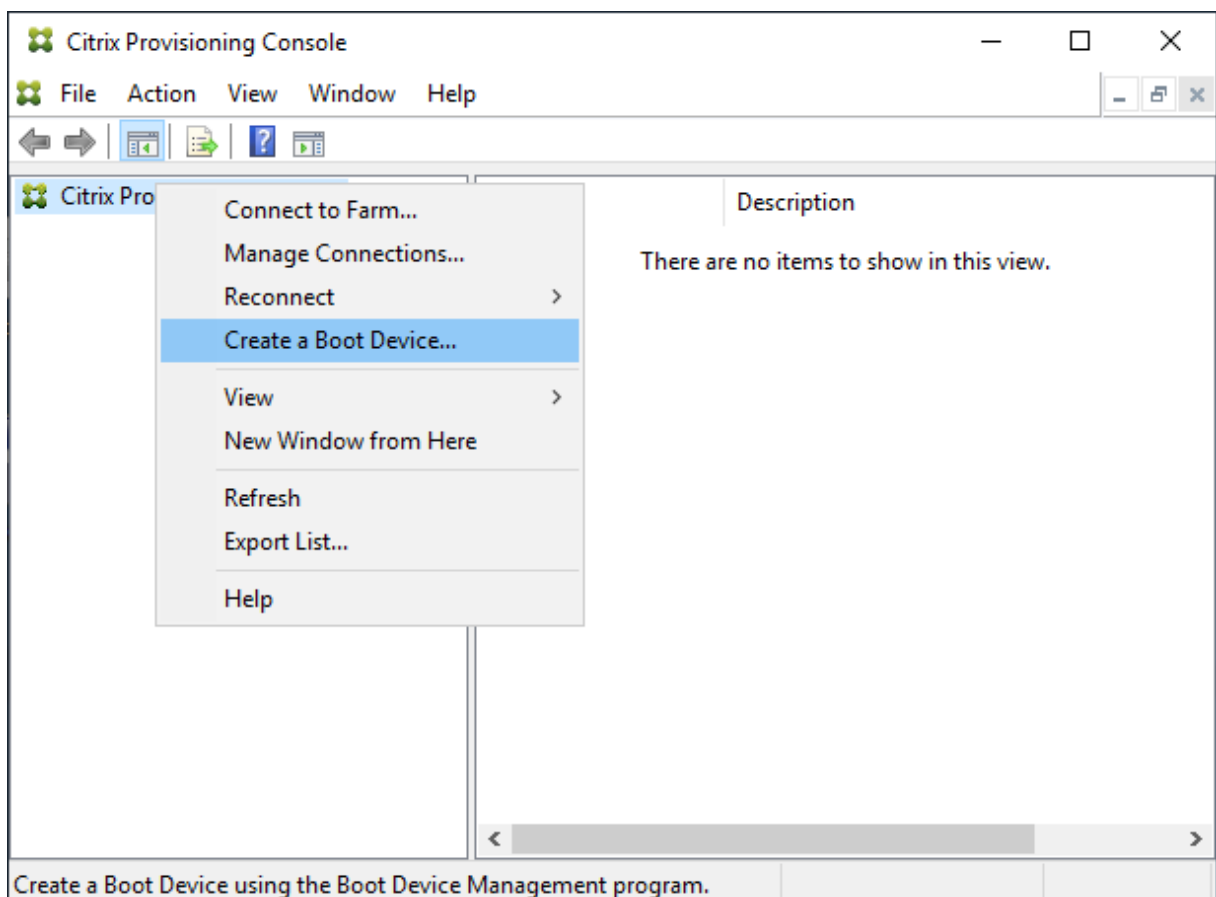 Citrix Provisioning Console
File Action View Window Help
Citrix Pro
Description
There are no items to show in this view.
Connect to Farm...
Manage Connections...
Reconnect
Create a Boot Device...
View
New Window from Here
Refresh
Export List...
Help
Create a Boot Device using the Boot Device Management program.